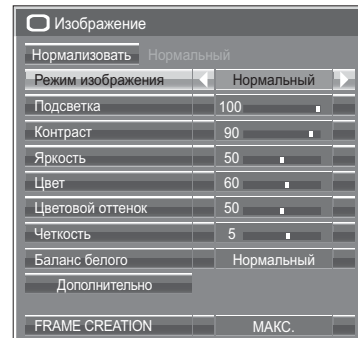 Изображение
Нормализовать Нормальный
Режим изображения Нормальный
Подсветка 100
Контраст 90
Яркость 50
Цвет 60
Цветовой оттенок 50
Четкость 5
Баланс белого Нормальный
Дополнительно
FRAME CREATION МАКС.